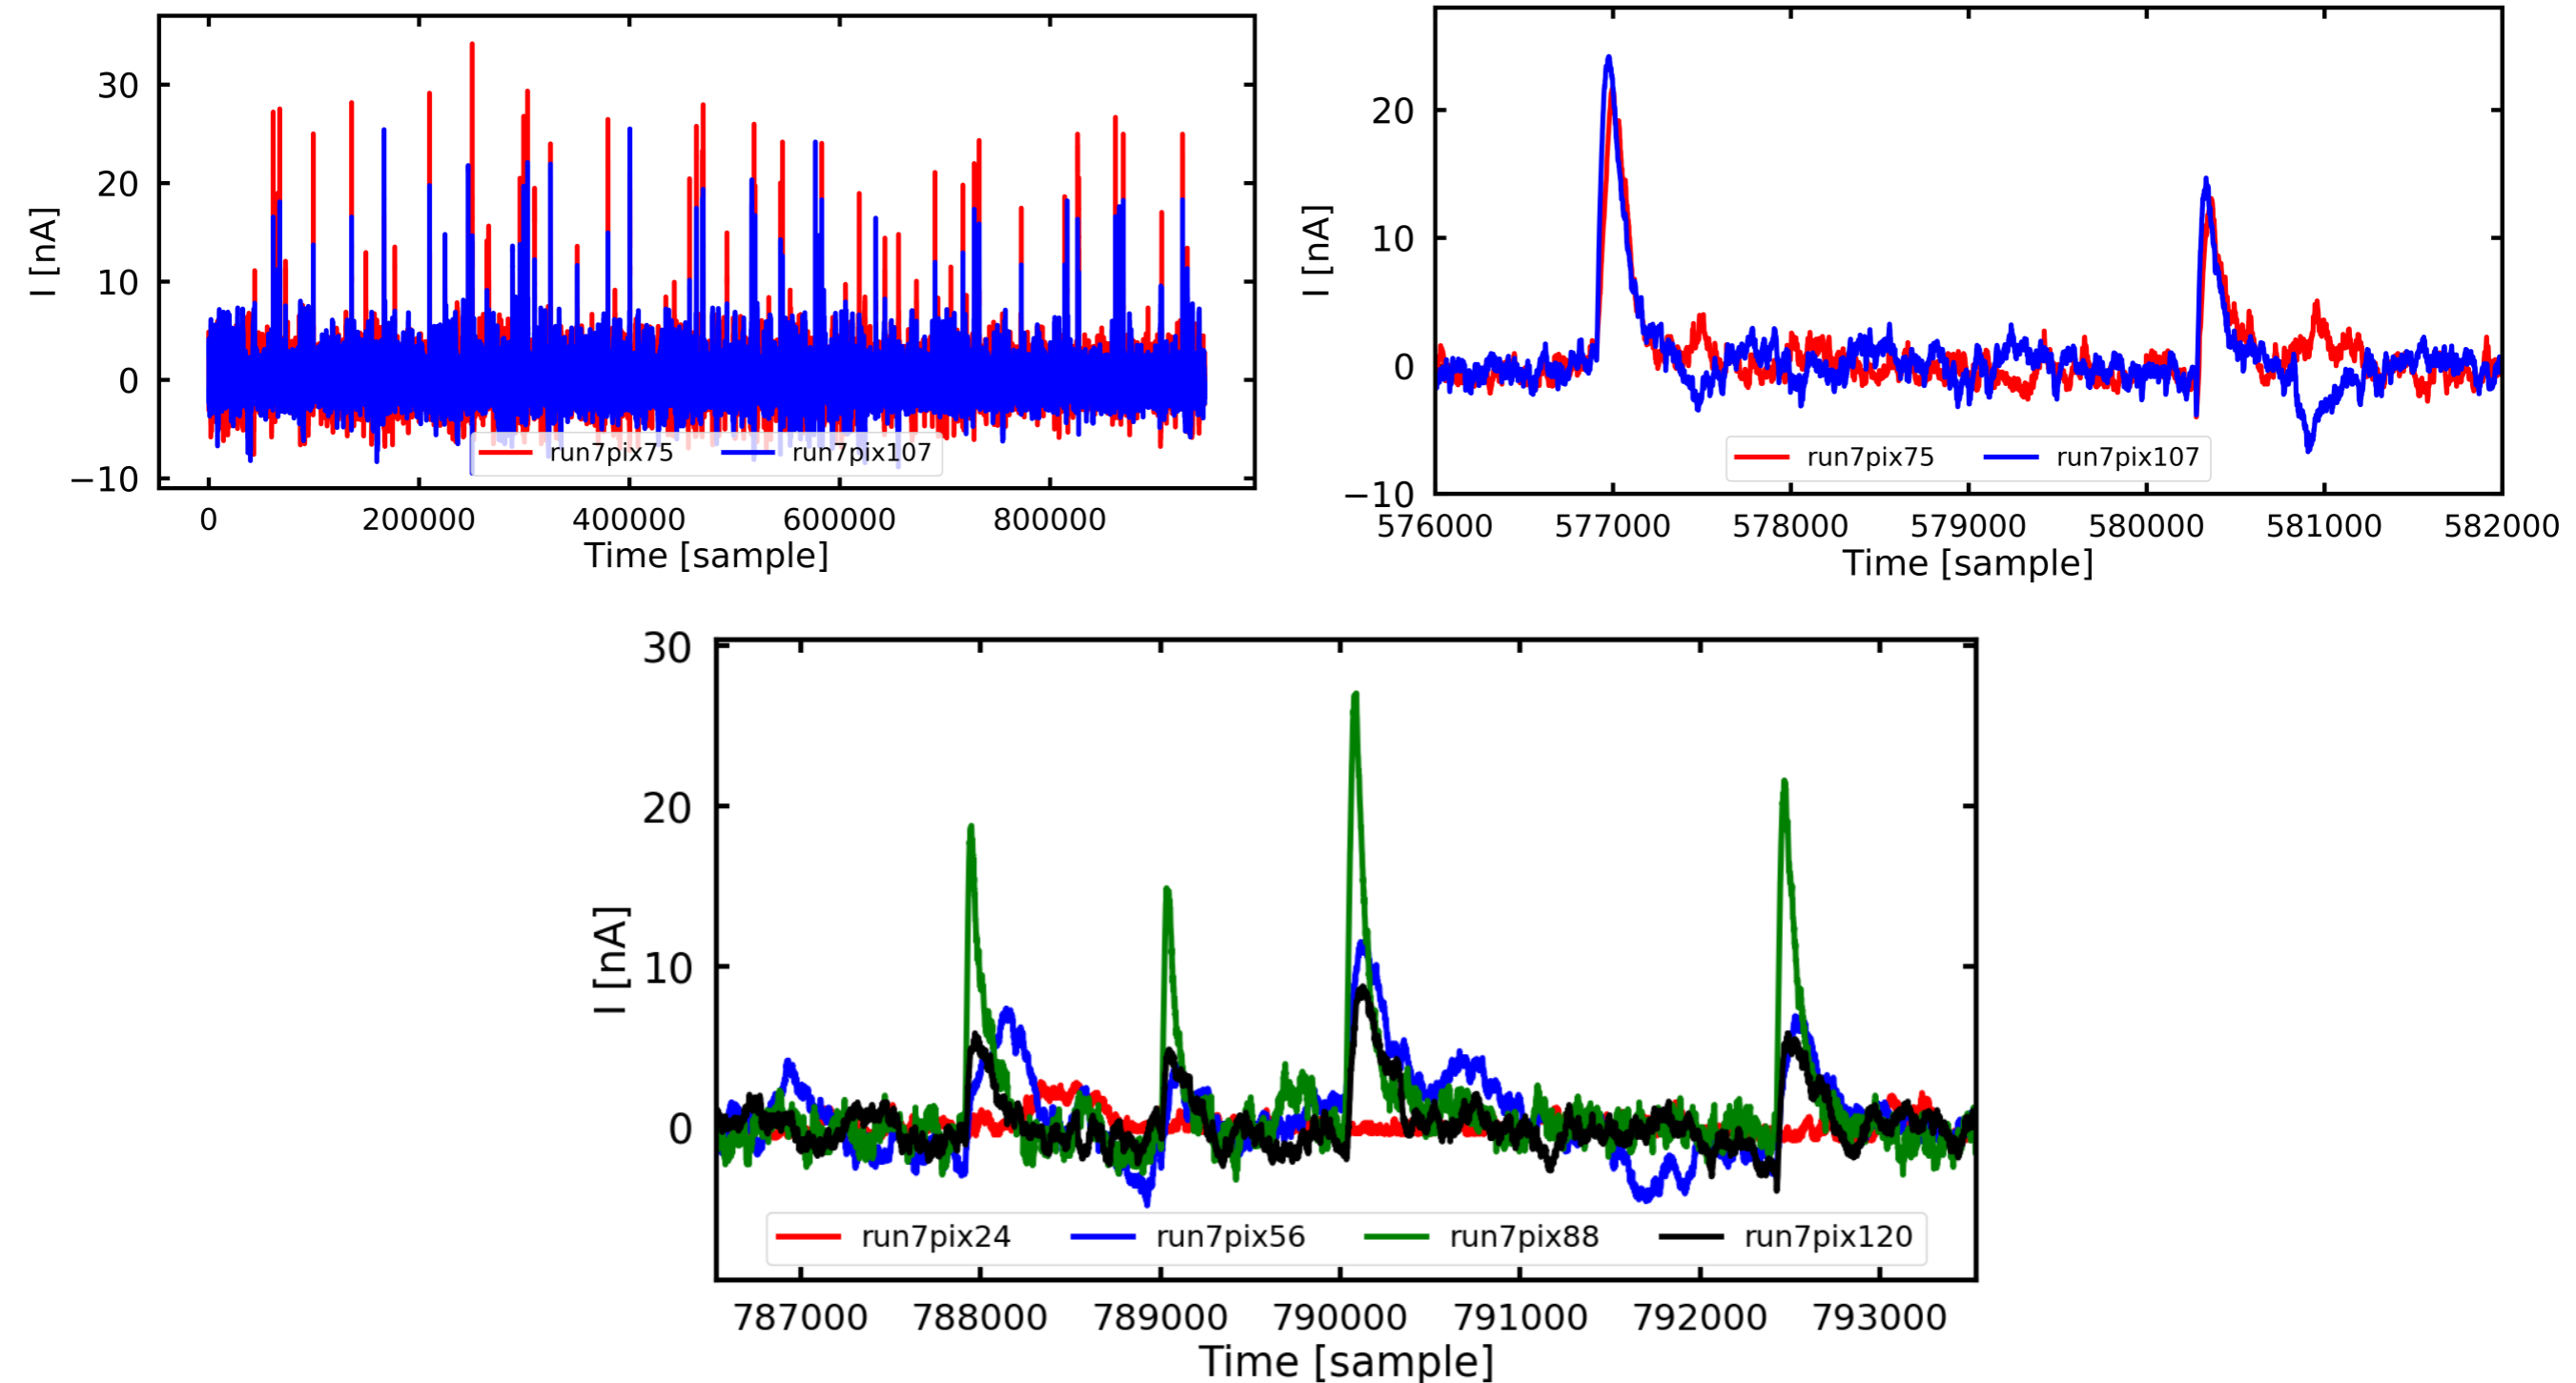 30
20
10
0
−10
I [nA]
run7pix75 run7pix107
0 200000 400000 600000 800000
Time [sample]
20
10
0
−10
I [nA]
run7pix75 run7pix107
576000 577000 578000 579000 580000 581000 582000
Time [sample]
30
20
10
0
I [nA]
run7pix24 run7pix56 run7pix88 run7pix120
787000 788000 789000 790000 791000 792000 793000
Time [sample]